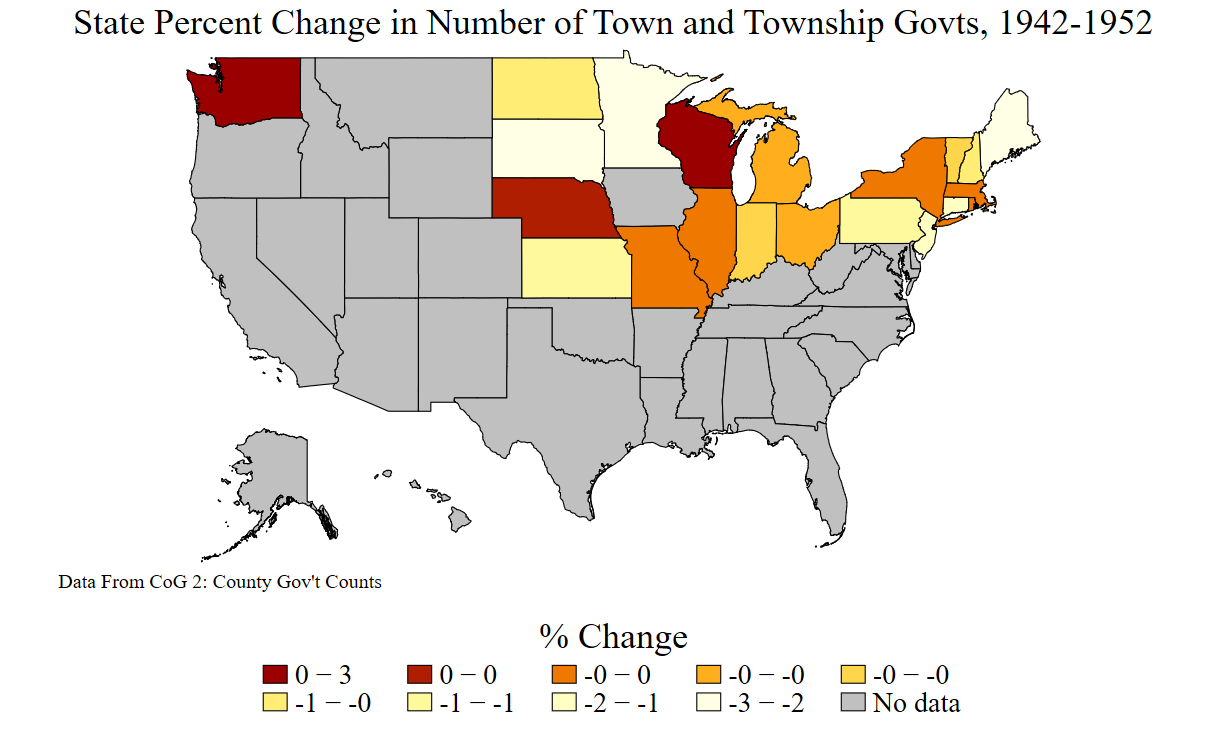 State Percent Change in Number of Town and Township Govts, 1942-1952
Data From CoG 2: County Gov't Counts
% Change
0 − 3 0 − 0 -0 − 0 -0 − -0 -0 − -0
-1 − -0 -1 − -1 -2 − -1 -3 − -2 No data